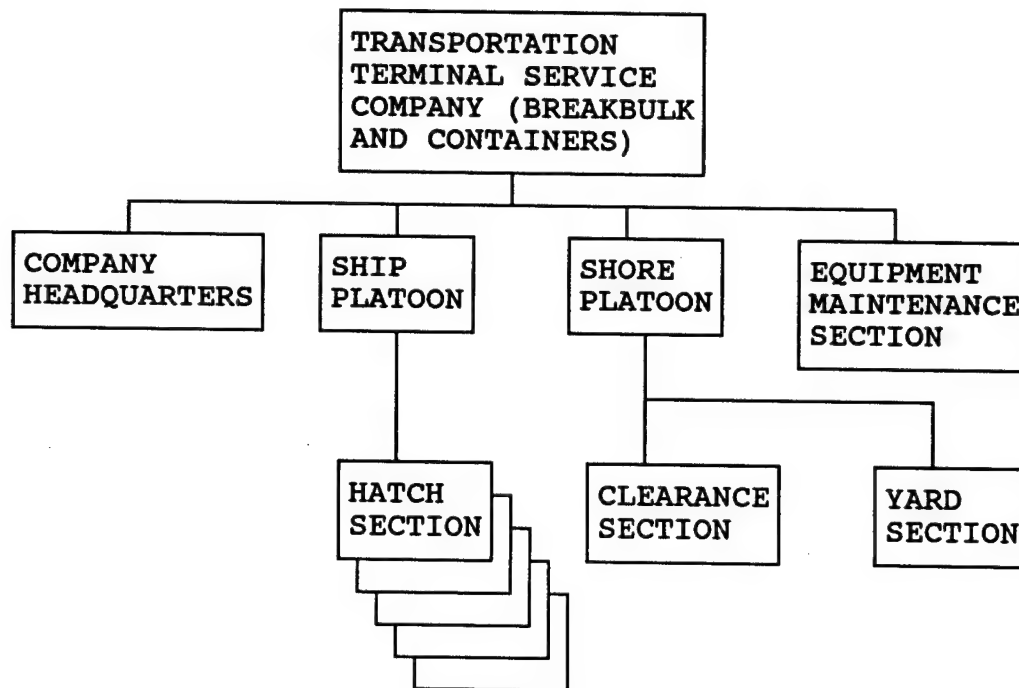 TRANSPORTATION
TERMINAL SERVICE
COMPANY (BREAKBULK
AND CONTAINERS)
COMPANY
HEADQUARTERS
SHIP
PLATOON
SHORE
PLATOON
EQUIPMENT
MAINTENANCE
SECTION
HATCH
SECTION
CLEARANCE
SECTION
YARD
SECTION